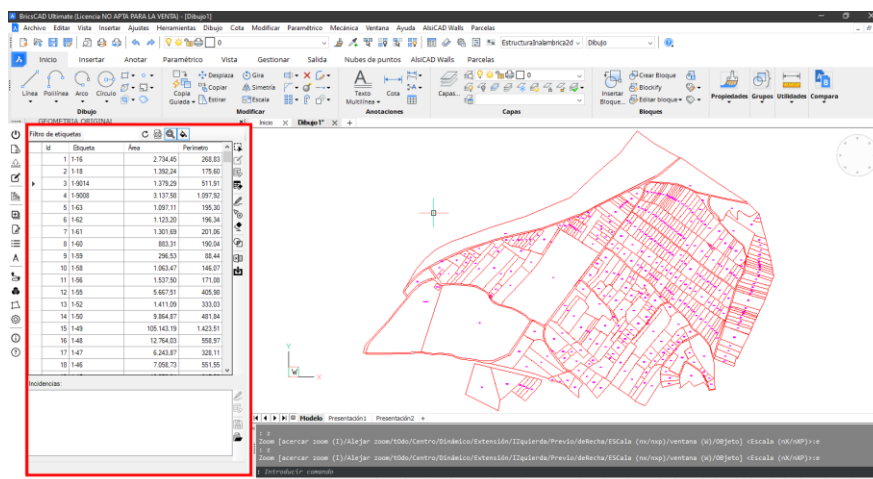 BricsCAD Ultimate (Licencia NO APTA PARA LA VENTA) - [Dibujo1]
Archivo Editar Vista Insertar Ajustes Herramientas Dibujo Cota Modificar Paramétrico Mecánica Ventana Ayuda AlsiCAD Walls Parcelas
0 EstructuraInalambrica2d Dibujo
Inicio Insertar Anotar Paramétrico Vista Gestionar Salida Nubes de puntos AlsiCAD Walls Parcelas
Línea Polilínea Arco Círculo
Copia Guiada
Desplaza
Copiar
Estirar
Gira
Simetría
Escala
A
Texto Multilínea
Cota
Capas...
0
Insertar Bloque...
Crear Bloque
Blockify
Editar bloque
Propiedades Grupos Utilidades Compara
Dibujo Modificar Anotaciones Capas Bloques
GEOMETRIA ORIGINAL
Inicio Dibujo1*
Filtro de etiquetas
Id Etiqueta Área Perímetro
1 1-16 2.734,45 268,83
2 1-18 1.392,24 175,60
3 1-9014 1.379,29 511,91
4 1-9008 3.137,58 1.097,92
5 1-63 1.097,11 195,30
6 1-62 1.123,20 196,34
7 1-61 1.301,69 201,06
8 1-60 883,31 190,04
9 1-59 296,53 88,44
10 1-58 1.063,47 146,07
11 1-56 1.537,50 171,08
12 1-55 5.667,51 405,98
13 1-52 1.411,09 333,03
14 1-50 9.864,87 481,84
15 1-49 105.143,19 1.423,51
16 1-48 12.764,03 558,97
17 1-47 6.243,87 328,11
18 1-46 7.058,73 551,55
Incidencias:
Y
W X
Modelo Presentación1 Presentación2 +
: z
Zoom [acercar zoom (I)/Alejar zoom/tOdo/Centro/Dinámico/Extensión/IZquierda/Previo/deRecha/ESCala (nx/nxp)/ventana (W)/OBjeto] <Escala (nX/nXP)>:e
: z
Zoom [acercar zoom (I)/Alejar zoom/tOdo/Centro/Dinámico/Extensión/IZquierda/Previo/deRecha/ESCala (nx/nxp)/ventana (W)/OBjeto] <Escala (nX/nXP)>:e
: Introducir comando